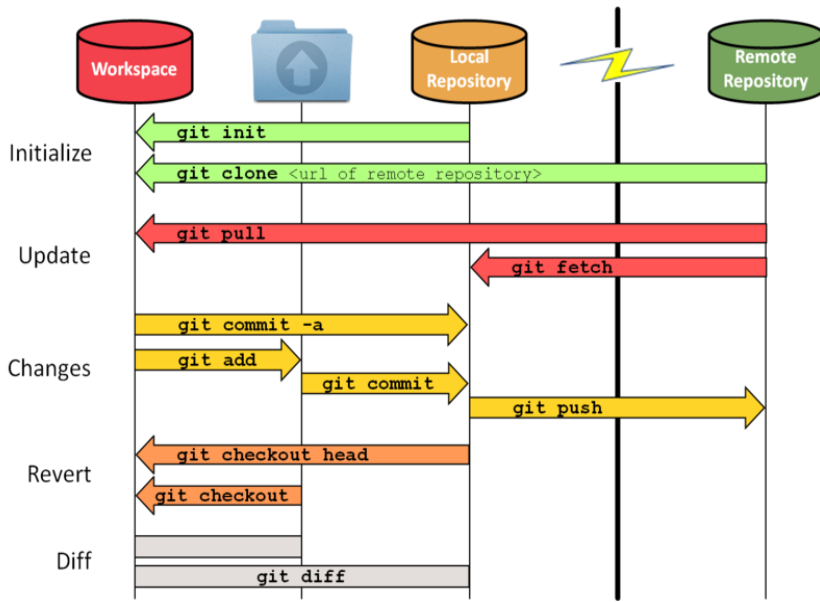 Workspace
Local
Repository
Remote
Repository
Initialize
git init
git clone <url of remote repository>
Update
git pull
git fetch
Changes
git commit -a
git add
git commit
git push
Revert
git checkout head
git checkout
Diff
git diff